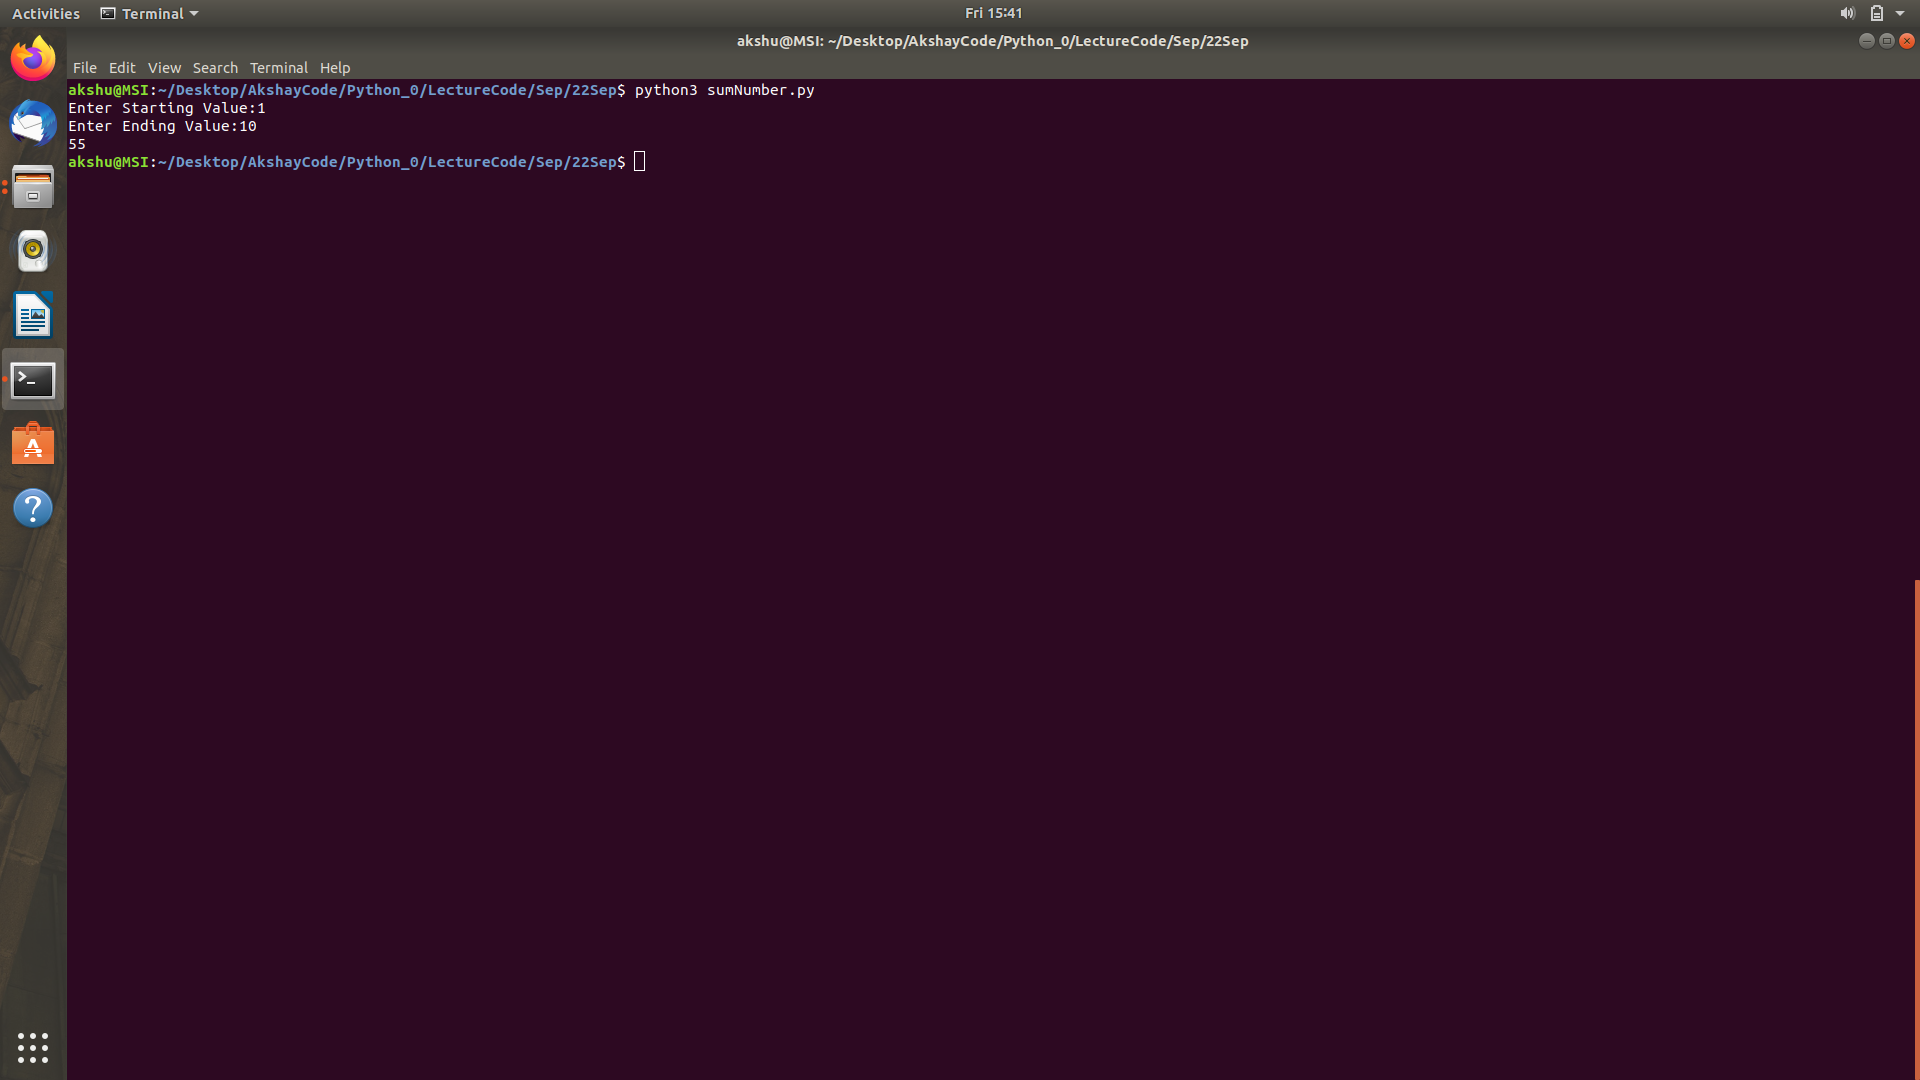 Activities Terminal Fri 15:41
akshu@MSI: ~/Desktop/AkshayCode/Python_0/LectureCode/Sep/22Sep
File Edit View Search Terminal Help
akshu@MSI:~/Desktop/AkshayCode/Python_0/LectureCode/Sep/22Sep$ python3 sumNumber.py
Enter Starting Value:1
Enter Ending Value:10
55
akshu@MSI:~/Desktop/AkshayCode/Python_0/LectureCode/Sep/22Sep$